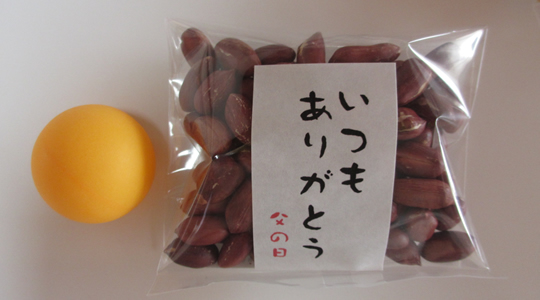 いつも
ありがとう
父の日